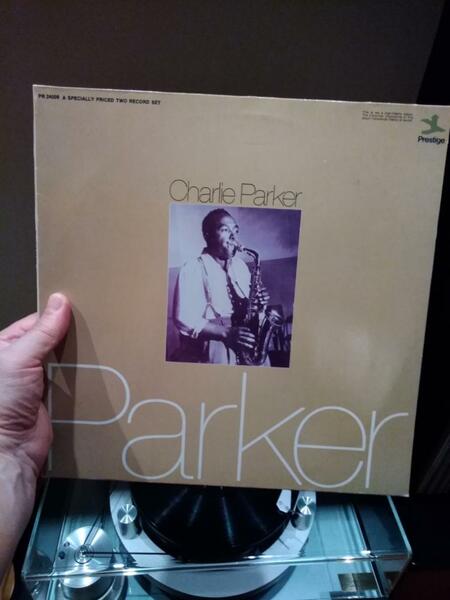 PR 24009 A SPECIALLY PRICED TWO RECORD SET
Prestige
Charlie Parker
Parker